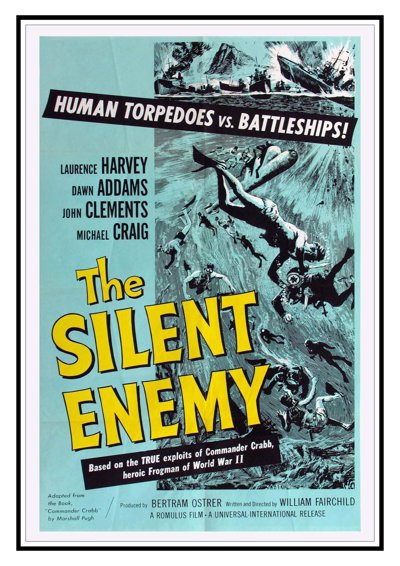 HUMAN TORPEDOES vs. BATTLESHIPS!
LAURENCE HARVEY
DAWN ADDAMS
JOHN CLEMENTS
MICHAEL CRAIG
The
SILENT
ENEMY
Based on the TRUE exploits of Commander Crabb,
heroic Frogman of World War II
Adapted from
the Book,
"Commander Crabb"
by Marshall Pugh
Produced by BERTRAM OSTRER Written and Directed by WILLIAM FAIRCHILD
A ROMULUS FILM • A UNIVERSAL-INTERNATIONAL RELEASE